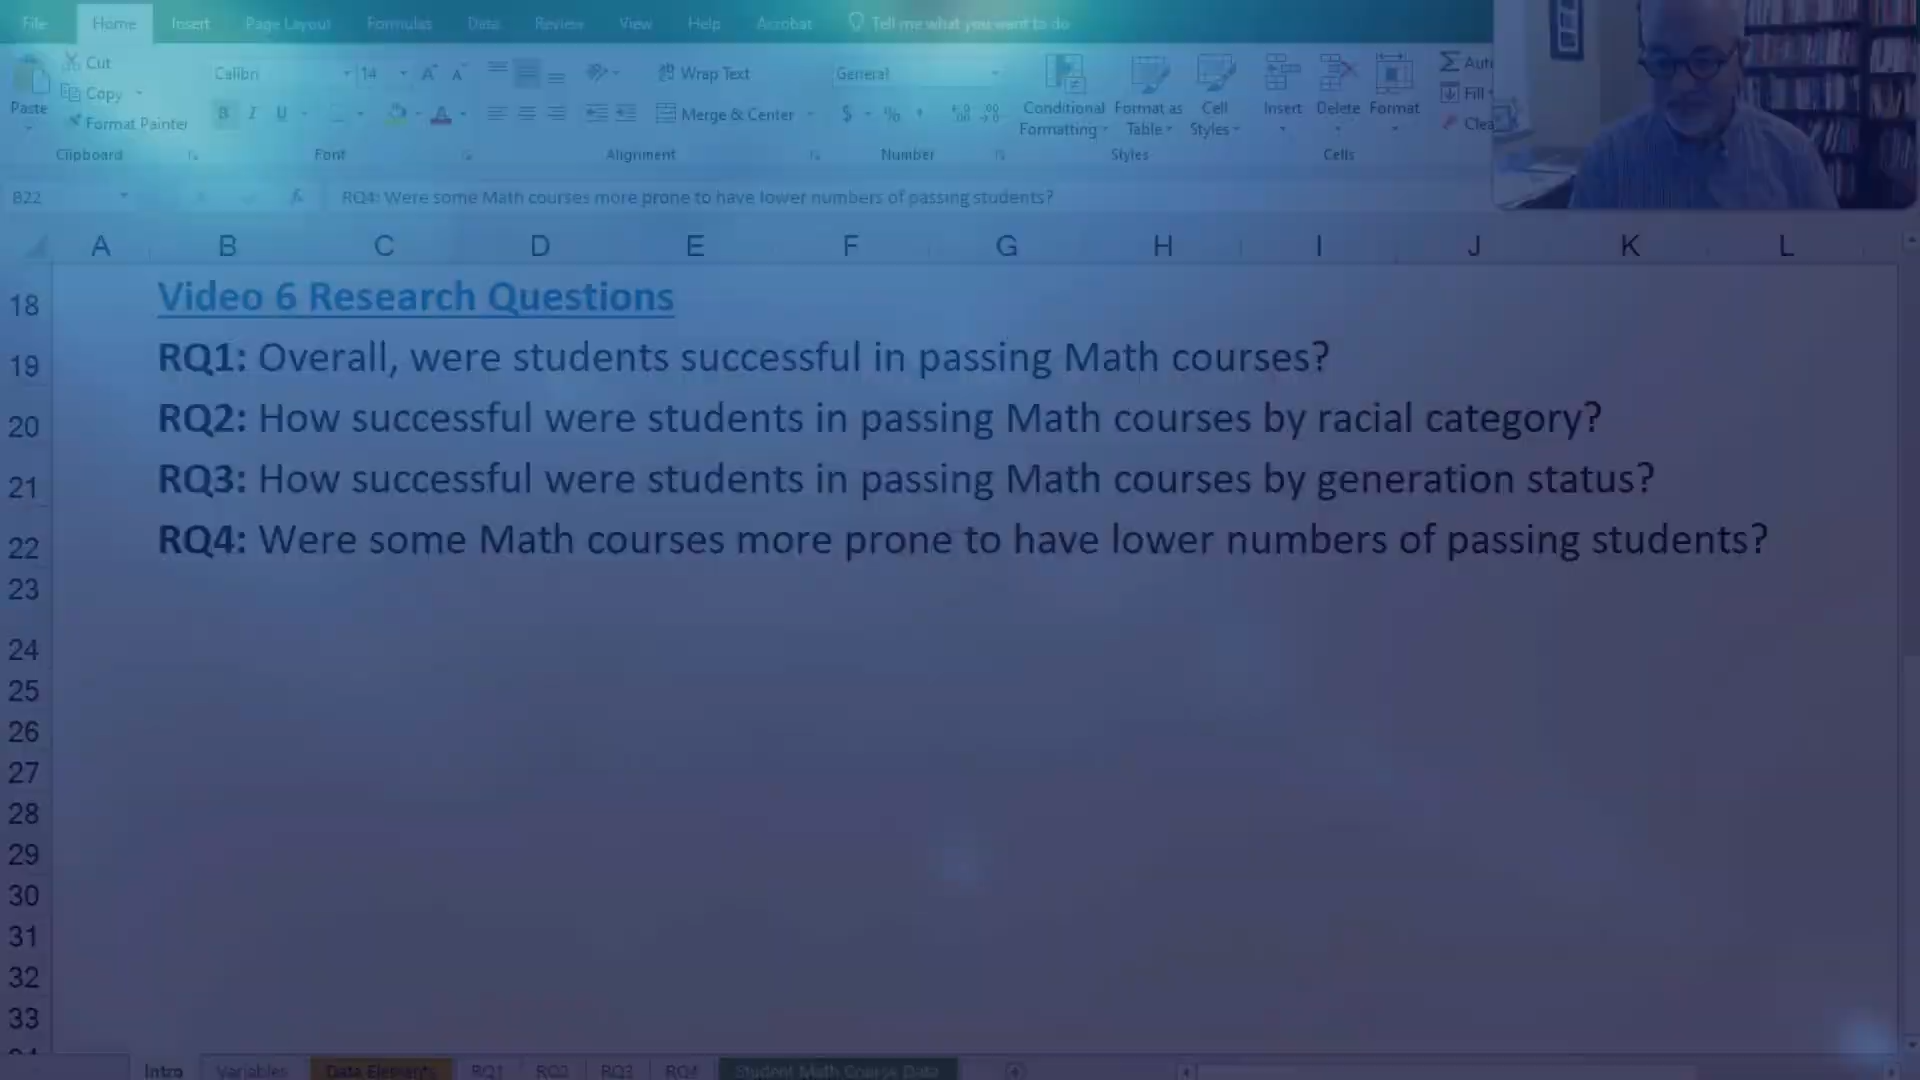 File Home Insert Page Layout Formulas Data Review View Help Acrobat Tell me what you want to do
Cut
Calibri 14 Wrap Text General
Auto
Copy
Paste
B I U Merge & Center $ % Conditional Format as Cell Insert Delete Format
Fill
Formatting Table Styles
Format Painter
Clea
Clipboard Font Alignment Number Styles Cells
B22 fx RQ4: Were some Math courses more prone to have lower numbers of passing students?
A B C D E F G H I J K L
18 Video 6 Research Questions
19 RQ1: Overall, were students successful in passing Math courses?
20 RQ2: How successful were students in passing Math courses by racial category?
21 RQ3: How successful were students in passing Math courses by generation status?
22 RQ4: Were some Math courses more prone to have lower numbers of passing students?
23
24
25
26
27
28
29
30
31
32
33
Intro Variables Data Elements RQ1 RQ2 RQ3 RQ4 Student Math Course Data